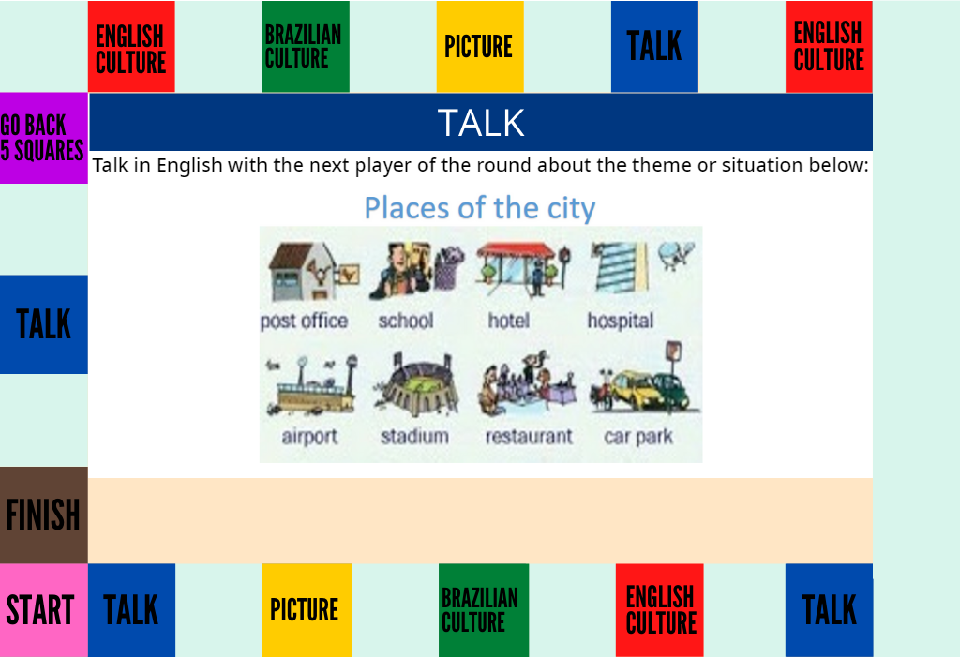 ENGLISH
CULTURE
BRAZILIAN
CULTURE
PICTURE
TALK
ENGLISH
CULTURE
GO BACK
5 SQUARES
TALK
Talk in English with the next player of the round about the theme or situation below:
Places of the city
post office school hotel hospital
airport stadium restaurant car park
TALK
FINISH
START
TALK
PICTURE
BRAZILIAN
CULTURE
ENGLISH
CULTURE
TALK